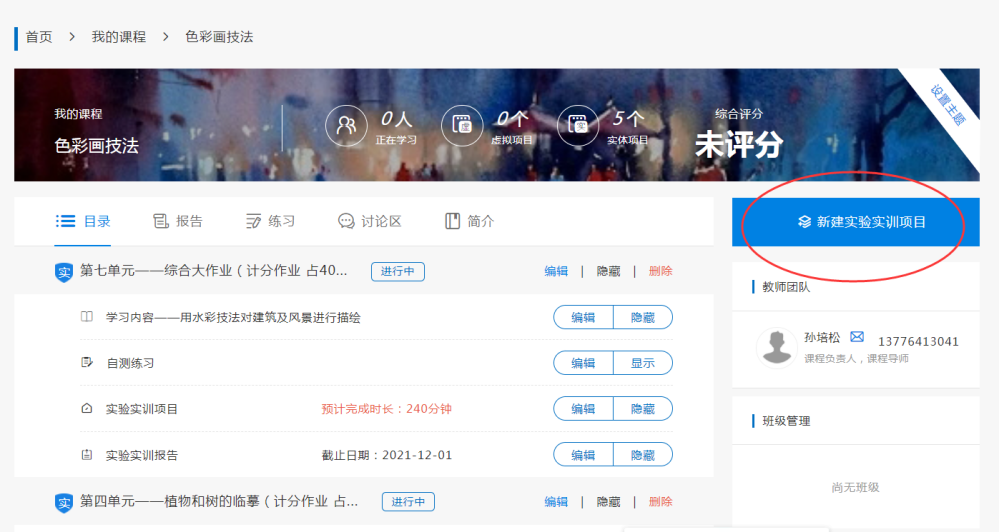 首页 > 我的课程 > 色彩画技法
设置主题
我的课程
色彩画技法
0人
正在学习
虚
0个
虚拟项目
实
5个
实体项目
综合评分
未评分
目录 报告 练习 讨论区 简介
新建实验实训项目
实 第七单元——综合大作业（计分作业 占40... 进行中 编辑 | 隐藏 | 删除
学习内容——用水彩技法对建筑及风景进行描绘 编辑 隐藏
自测练习 编辑 显示
实验实训项目 预计完成时长：240分钟 编辑 隐藏
实验实训报告 截止日期：2021-12-01 编辑 隐藏
实 第四单元——植物和树的临摹（计分作业 占... 进行中 编辑 | 隐藏 | 删除
教师团队
孙培松 13776413041
课程负责人，课程导师
班级管理
尚无班级